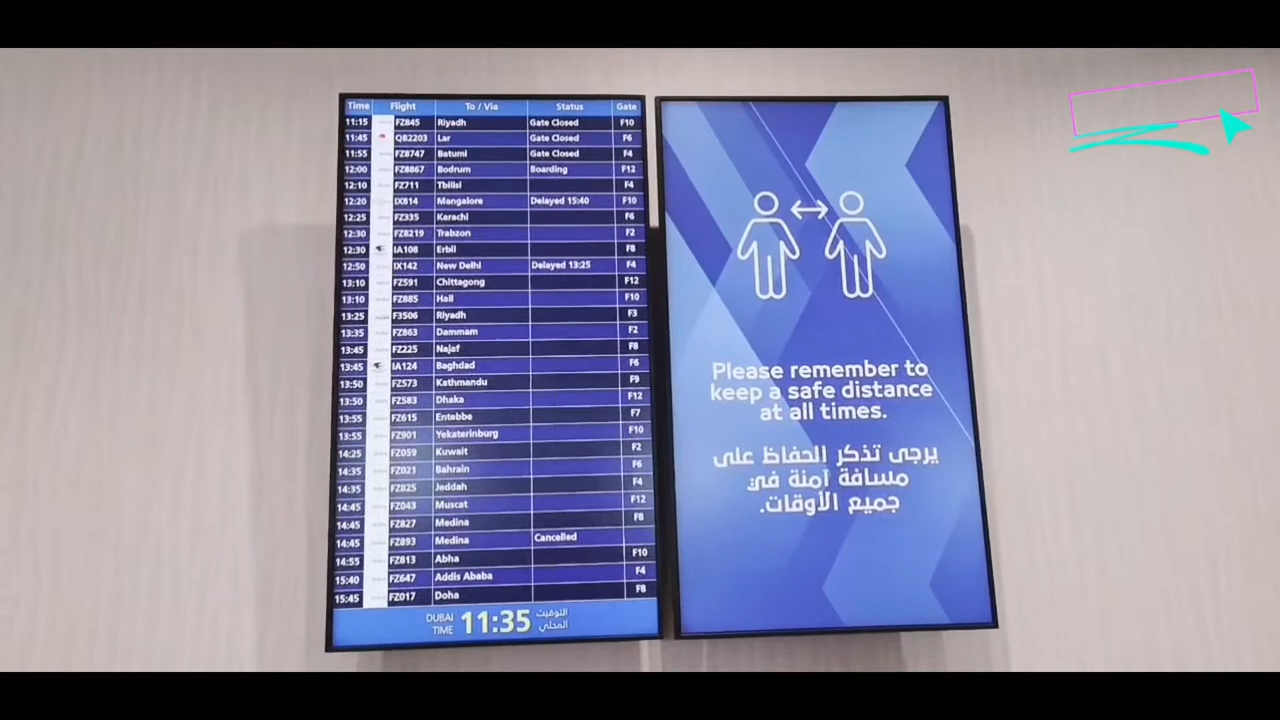 Time Flight To / Via Status Gate
11:15 FZ845 Riyadh Gate Closed F10
11:45 QB2203 Lar Gate Closed F6
11:55 FZ8747 Batumi Gate Closed F4
12:00 FZ8867 Bodrum Boarding F12
12:10 FZ711 Tbilisi F4
12:20 IX814 Mangalore Delayed 15:40 F10
12:25 FZ335 Karachi F6
12:30 FZ8219 Trabzon F2
12:30 IA108 Erbil F8
12:50 IX142 New Delhi Delayed 13:25 F4
13:10 FZ591 Chittagong F12
13:10 FZ885 Hail F10
13:25 F3506 Riyadh F3
13:35 FZ863 Dammam F2
13:45 FZ225 Najaf F8
13:45 IA124 Baghdad F6
13:50 FZ573 Kathmandu F9
13:50 FZ583 Dhaka F12
13:55 FZ615 Entebbe F7
13:55 FZ901 Yekaterinburg F10
14:25 FZ059 Kuwait F2
14:35 FZ021 Bahrain F6
14:35 FZ825 Jeddah F4
14:45 FZ043 Muscat F12
14:45 FZ827 Medina F8
14:45 FZ893 Medina Cancelled
14:55 FZ813 Abha F10
15:40 FZ647 Addis Ababa F4
15:45 FZ017 Doha F8
DUBAI TIME 11:35 التوقيت المحلي
Please remember to
keep a safe distance
at all times.
يرجى تذكر الحفاظ على
مسافة آمنة في
جميع الأوقات.